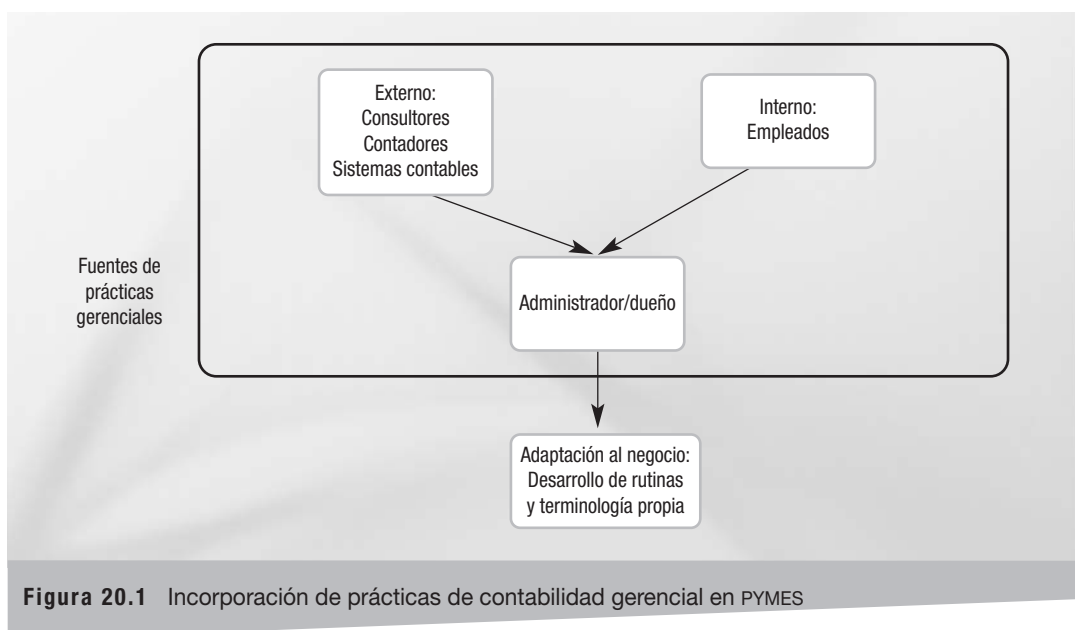 Externo:
Consultores
Contadores
Sistemas contables
Interno:
Empleados
Fuentes de
prácticas
gerenciales
Administrador/dueño
Adaptación al negocio:
Desarrollo de rutinas
y terminología propia
Figura 20.1 Incorporación de prácticas de contabilidad gerencial en PYMES